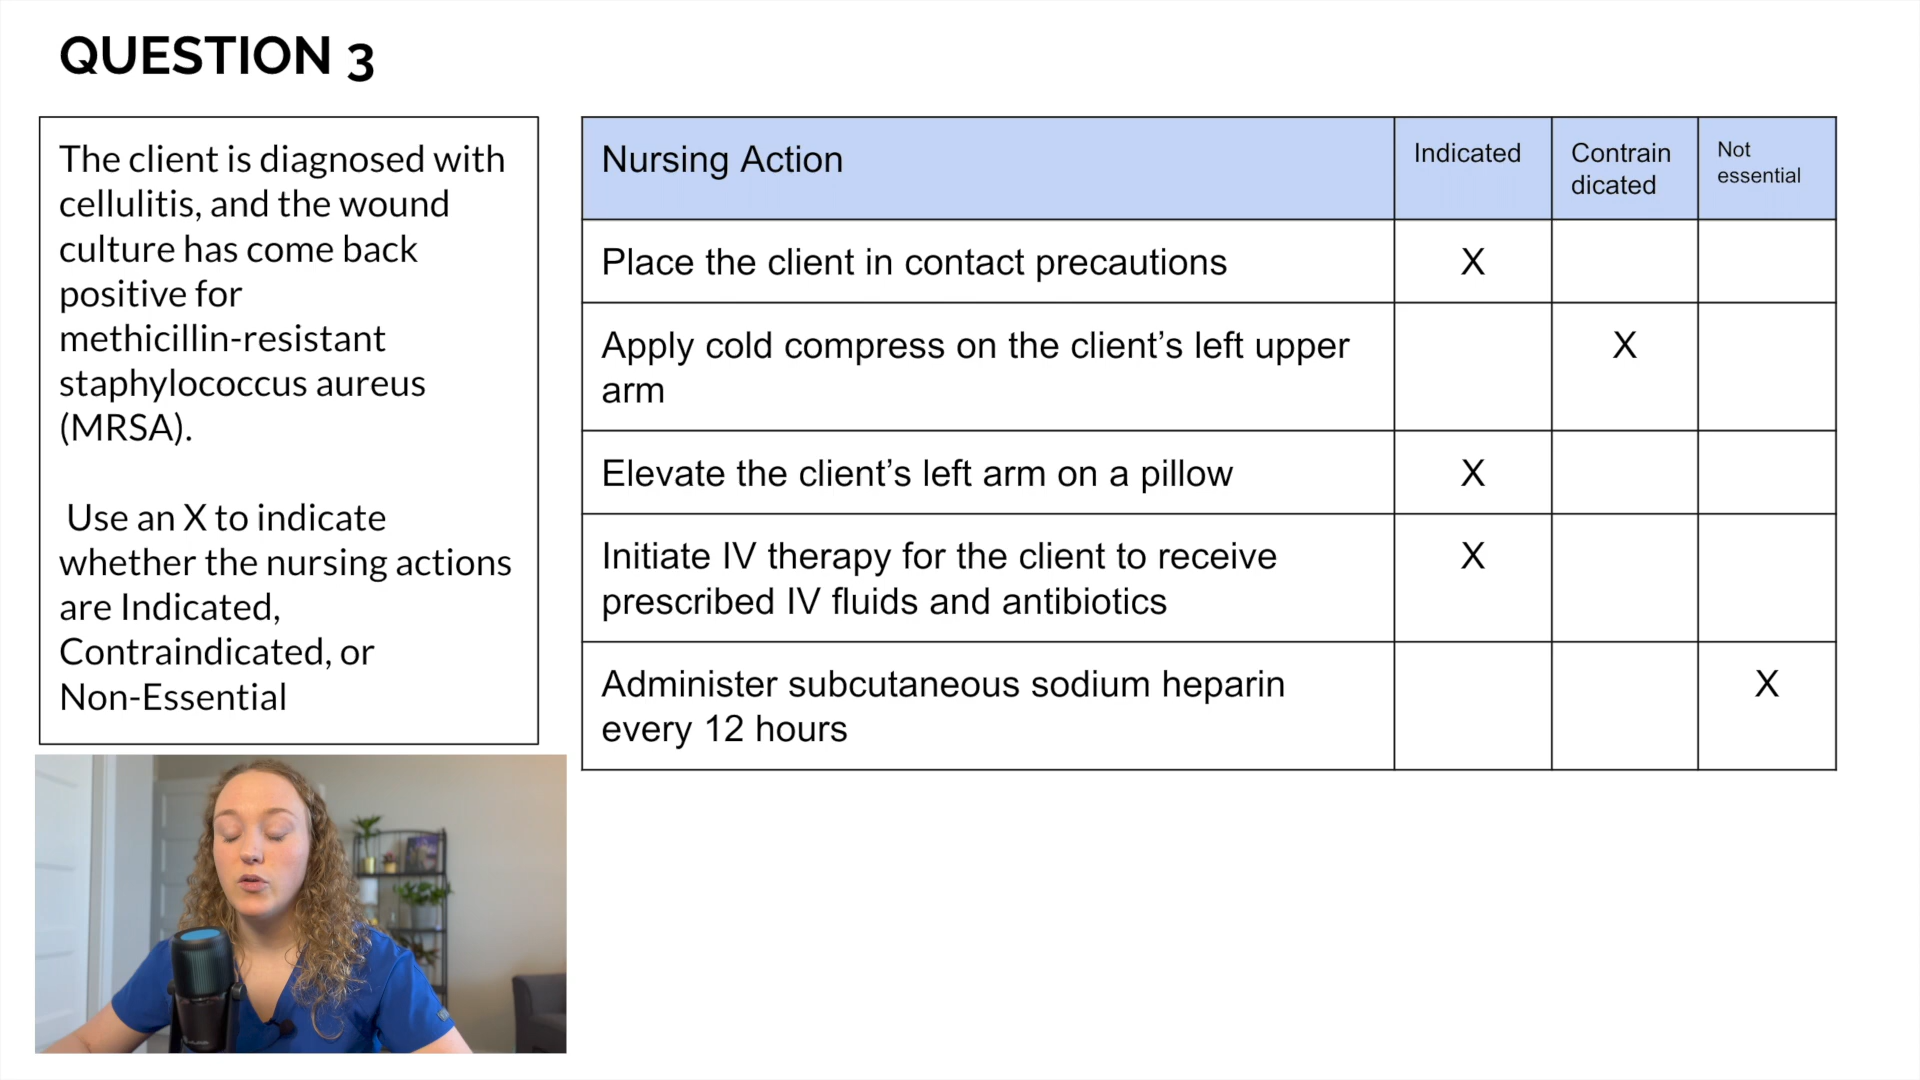 QUESTION 3
The client is diagnosed with
cellulitis, and the wound
culture has come back
positive for
methicillin-resistant
staphylococcus aureus
(MRSA).
Use an X to indicate
whether the nursing actions
are Indicated,
Contraindicated, or
Non-Essential
Nursing Action
Indicated
Contrain
dicated
Not
essential
Place the client in contact precautions
X
Apply cold compress on the client’s left upper
arm
X
Elevate the client’s left arm on a pillow
X
Initiate IV therapy for the client to receive
prescribed IV fluids and antibiotics
X
Administer subcutaneous sodium heparin
every 12 hours
X